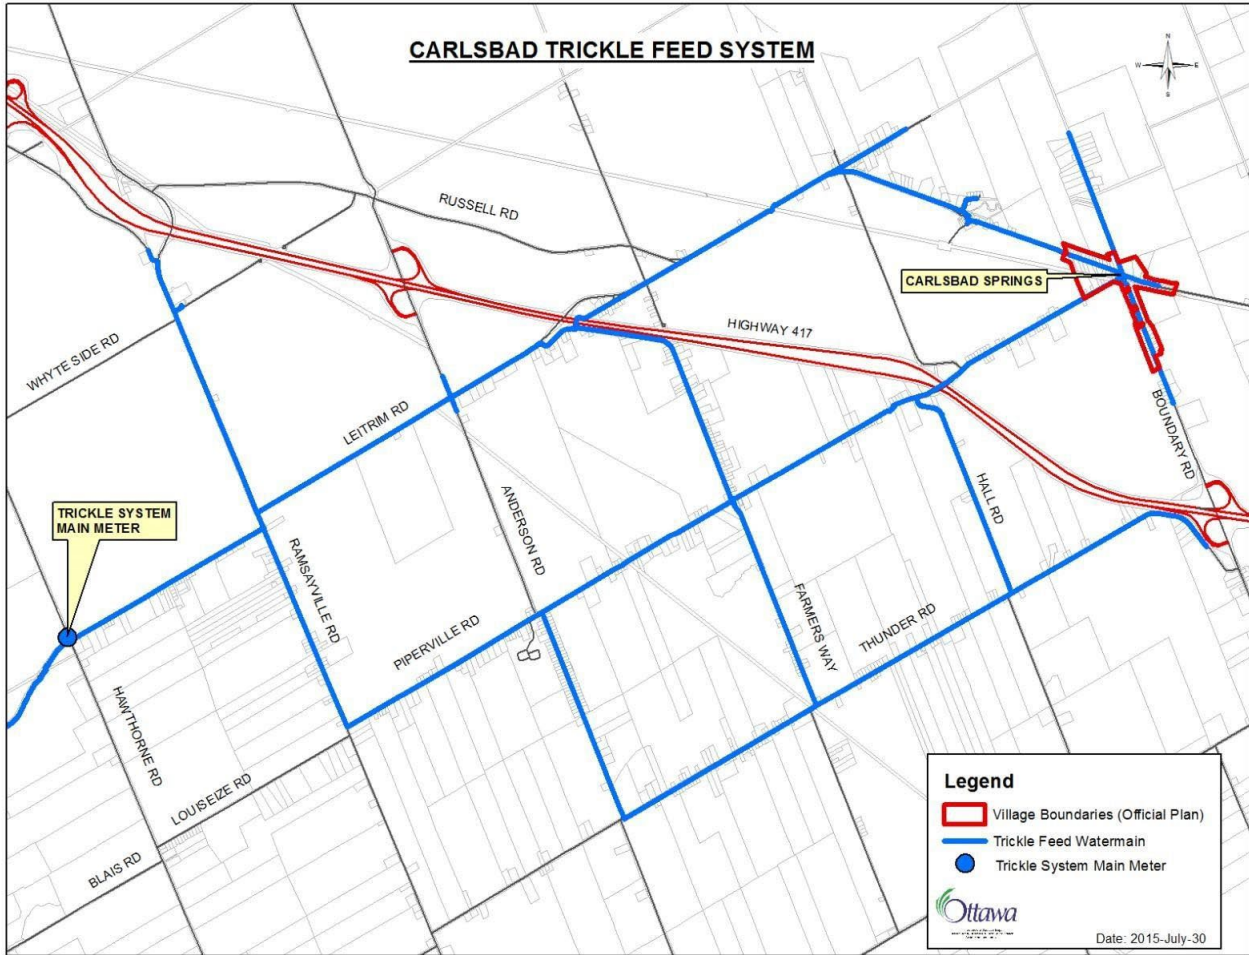 CARLSBAD TRICKLE FEED SYSTEM
N
W
E
S
RUSSELL RD
CARLSBAD SPRINGS
HIGHWAY 417
WHYTE SIDE RD
LEITRIM RD
BOUNDARY RD
HALL RD
TRICKLE SYSTEM
MAIN METER
ANDERSON RD
RAMSAYVILLE RD
FARMERS WAY
THUNDER RD
PIPERVILLE RD
HAWTHORNE RD
LOUISEIZE RD
BLAIS RD
Legend
Village Boundaries (Official Plan)
Trickle Feed Watermain
Trickle System Main Meter
Ottawa
Date: 2015-July-30